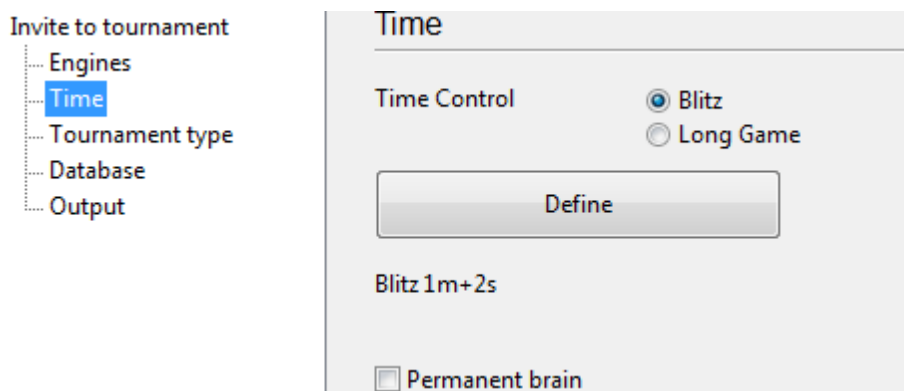 Invite to tournament
Engines
Time
Tournament type
Database
Output
Time
Time Control
Blitz
Long Game
Define
Blitz 1m+2s
Permanent brain